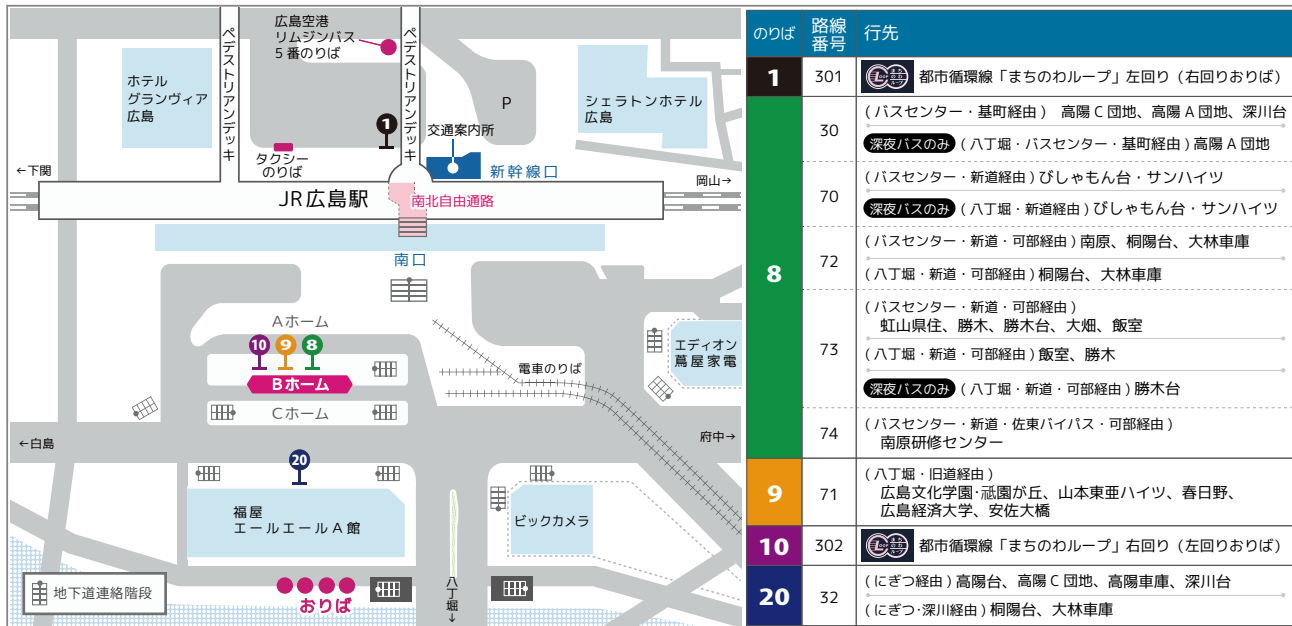 広島空港
リムジンバス
5番のりば
ペデストリアンデッキ
ペデストリアンデッキ
ホテル
グランヴィア
広島
P
シェラトンホテル
広島
1
交通案内所
タクシー
のりば
新幹線口
←下関
岡山→
JR広島駅
南北自由通路
南口
Aホーム
10
9
8
Bホーム
エディオン
蔦屋家電
電車のりば
Cホーム
←白島
府中→
20
福屋
エールエールA館
ビックカメラ
地下道連絡階段
おりば
八丁堀→
のりば
路線
番号
行先
1
301
都市循環線「まちのわループ」左回り(右回りおりば)
8
30
(バスセンター・基町経由) 高陽C団地、高陽A団地、深川台
深夜バスのみ (八丁堀・バスセンター・基町経由)高陽A団地
70
(バスセンター・新道経由)びしゃもん台・サンハイツ
深夜バスのみ (八丁堀・新道経由)びしゃもん台・サンハイツ
72
(バスセンター・新道・可部経由)南原、桐陽台、大林車庫
(八丁堀・新道・可部経由)桐陽台、大林車庫
73
(バスセンター・新道・可部経由)
虹山県住、勝木、勝木台、大畑、飯室
(八丁堀・新道・可部経由)飯室、勝木
深夜バスのみ (八丁堀・新道・可部経由)勝木台
74
(バスセンター・新道・佐東バイパス・可部経由)
南原研修センター
9
71
(八丁堀・旧道経由)
広島文化学園･祇園が丘、山本東亜ハイツ、春日野、
広島経済大学、安佐大橋
10
302
都市循環線「まちのわループ」右回り(左回りおりば)
20
32
(にぎつ経由)高陽台、高陽C団地、高陽車庫、深川台
(にぎつ･深川経由)桐陽台、大林車庫